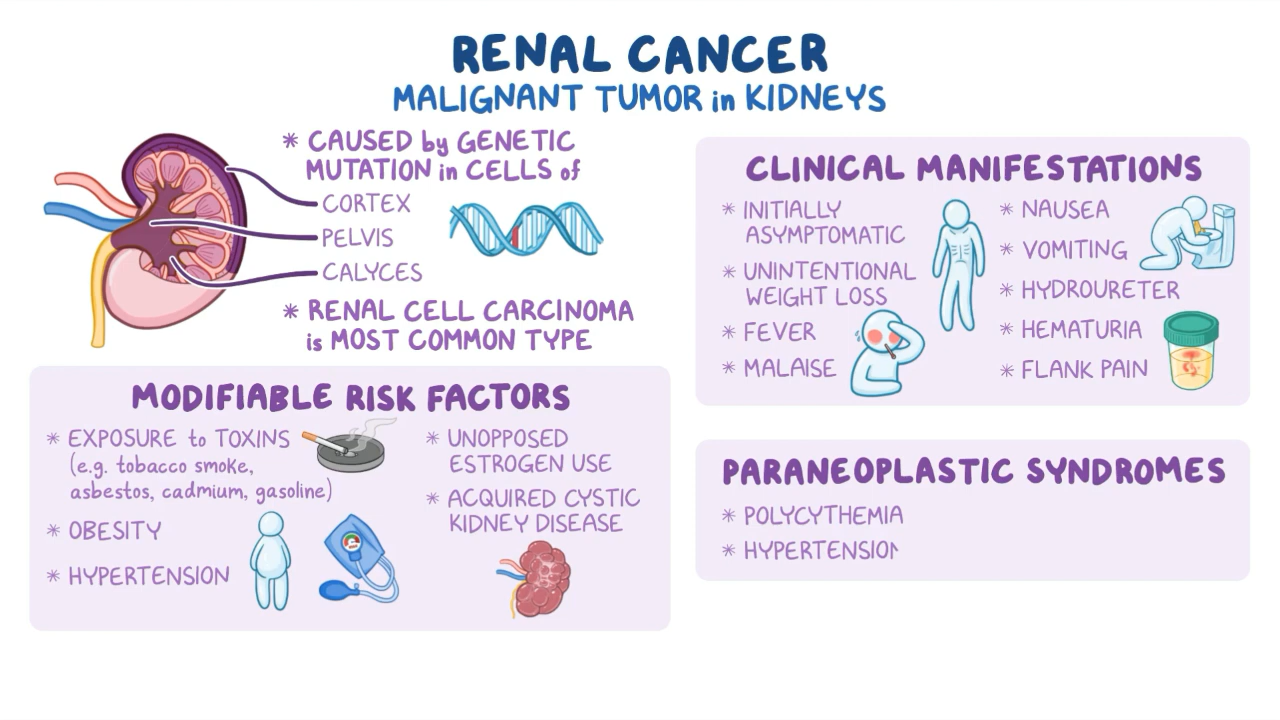 RENAL CANCER
MALIGNANT TUMOR in KIDNEYS
* CAUSED by GENETIC
MUTATION in CELLS of
CORTEX
PELVIS
CALYCES
* RENAL CELL CARCINOMA
is MOST COMMON TYPE
MODIFIABLE RISK FACTORS
* EXPOSURE to TOXINS
(e.g. tobacco smoke,
asbestos, cadmium, gasoline)
* OBESITY
* HYPERTENSION
* UNOPPOSED
ESTROGEN USE
* ACQUIRED CYSTIC
KIDNEY DISEASE
CLINICAL MANIFESTATIONS
* INITIALLY
ASYMPTOMATIC
* UNINTENTIONAL
WEIGHT LOSS
* FEVER
* MALAISE
* NAUSEA
* VOMITING
* HYDROURETER
* HEMATURIA
* FLANK PAIN
PARANEOPLASTIC SYNDROMES
* POLYCYTHEMIA
* HYPERTENSION